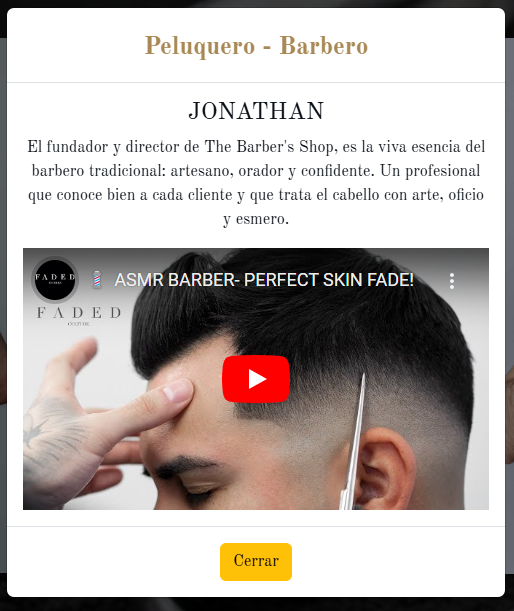 Peluquero - Barbero
JONATHAN
El fundador y director de The Barber's Shop, es la viva esencia del
barbero tradicional: artesano, orador y confidente. Un profesional
que conoce bien a cada cliente y que trata el cabello con arte, oficio
y esmero.
FADED
💈 ASMR BARBER- PERFECT SKIN FADE!
FADED
CULTURE
Cerrar